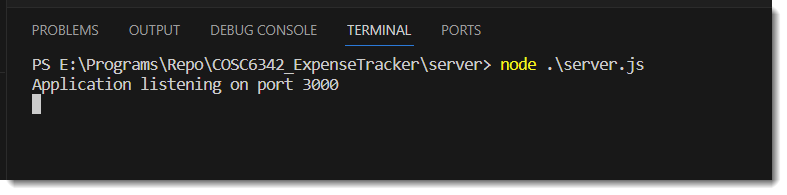 PROBLEMS OUTPUT DEBUG CONSOLE TERMINAL PORTS
PS E:\Programs\Repo\COSC6342_ExpenseTracker\server> node .\server.js
Application listening on port 3000